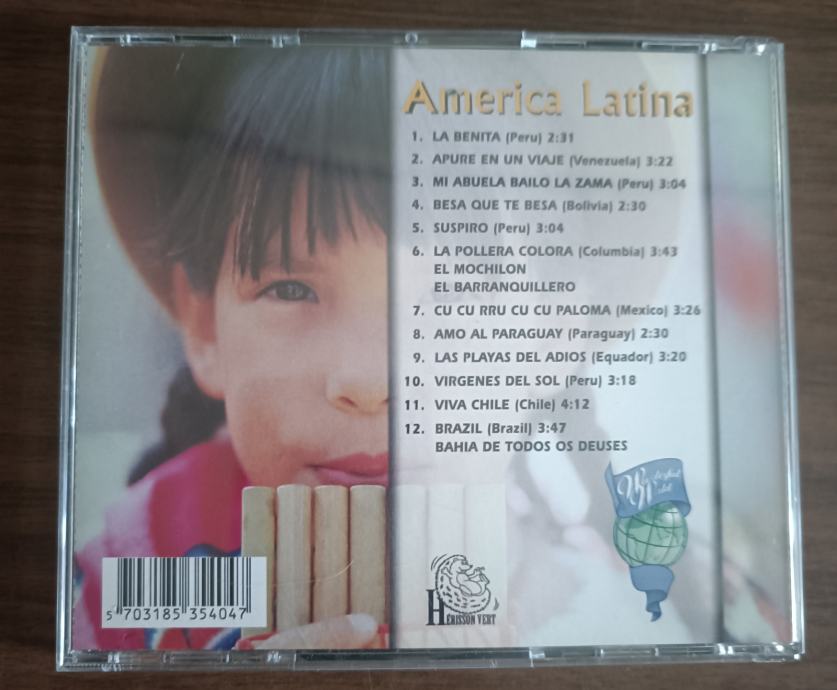 America Latina
1. LA BENITA (Peru) 2:31
2. APURE EN UN VIAJE (Venezuela) 3:22
3. MI ABUELA BAILO LA ZAMA (Peru) 3:04
4. BESA QUE TE BESA (Bolivia) 2:30
5. SUSPIRO (Peru) 3:04
6. LA POLLERA COLORA (Columbia) 3:43
EL MOCHILON
EL BARRANQUILLERO
7. CU CU RRU CU CU PALOMA (Mexico) 3:26
8. AMO AL PARAGUAY (Paraguay) 2:30
9. LAS PLAYAS DEL ADIOS (Equador) 3:20
10. VIRGENES DEL SOL (Peru) 3:18
11. VIVA CHILE (Chile) 4:12
12. BRAZIL (Brazil) 3:47
BAHIA DE TODOS OS DEUSES
Wonderful
World
HÉRISSON VERT
5 703185 354047